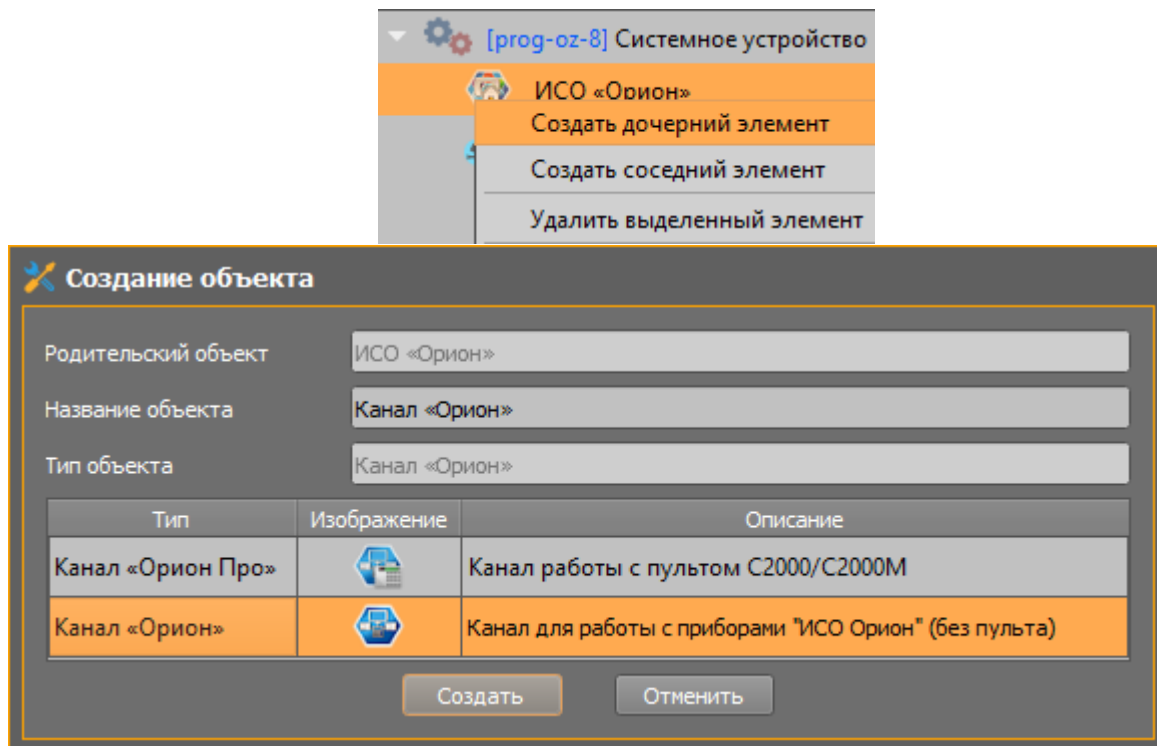 [prog-oz-8] Системное устройство
ИСО «Орион»
Создать дочерний элемент
Создать соседний элемент
Удалить выделенный элемент
Создание объекта
Родительский объект ИСО «Орион»
Название объекта Канал «Орион»
Тип объекта Канал «Орион»
Тип Изображение Описание
Канал «Орион Про» Канал работы с пультом С2000/С2000М
Канал «Орион» Канал для работы с приборами "ИСО Орион" (без пульта)
Создать Отменить